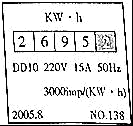 KW·h
2 6 9 5
DD10 220V 15A 50Hz
3000imp/(KW·h)
2005.8 NO.138